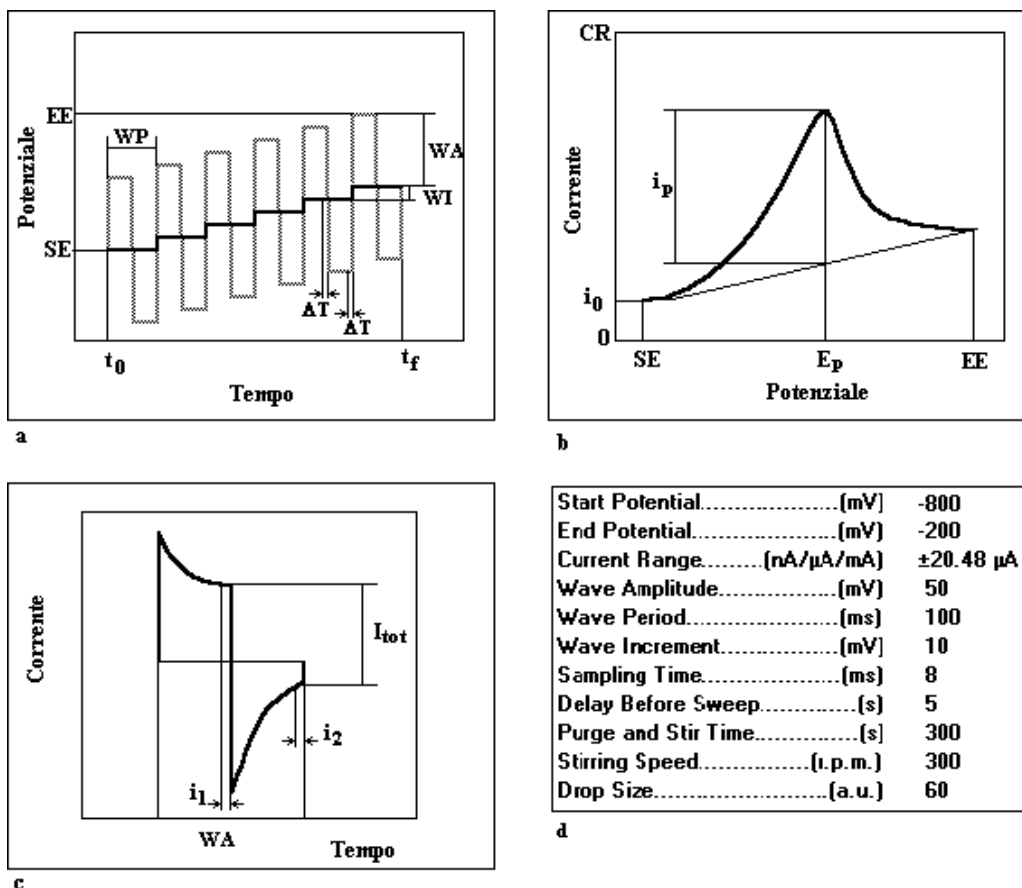 EE
WP
WA
WI
SE
ΔT
ΔT
t0
tf
Potenziale
Tempo
a
CR
Corrente
ip
i0
0
SE
Ep
EE
Potenziale
b
Corrente
Itot
i2
i1
WA
Tempo
c
Start Potential....................(mV) -800
End Potential.....................(mV) -200
Current Range........(nA/µA/mA) ±20.48 µA
Wave Amplitude.................(mV) 50
Wave Period.......................(ms) 100
Wave Increment.................(mV) 10
Sampling Time...................(ms) 8
Delay Before Sweep..............(s) 5
Purge and Stir Time...............(s) 300
Stirring Speed................(r.p.m.) 300
Drop Size.........................(a.u.) 60
d